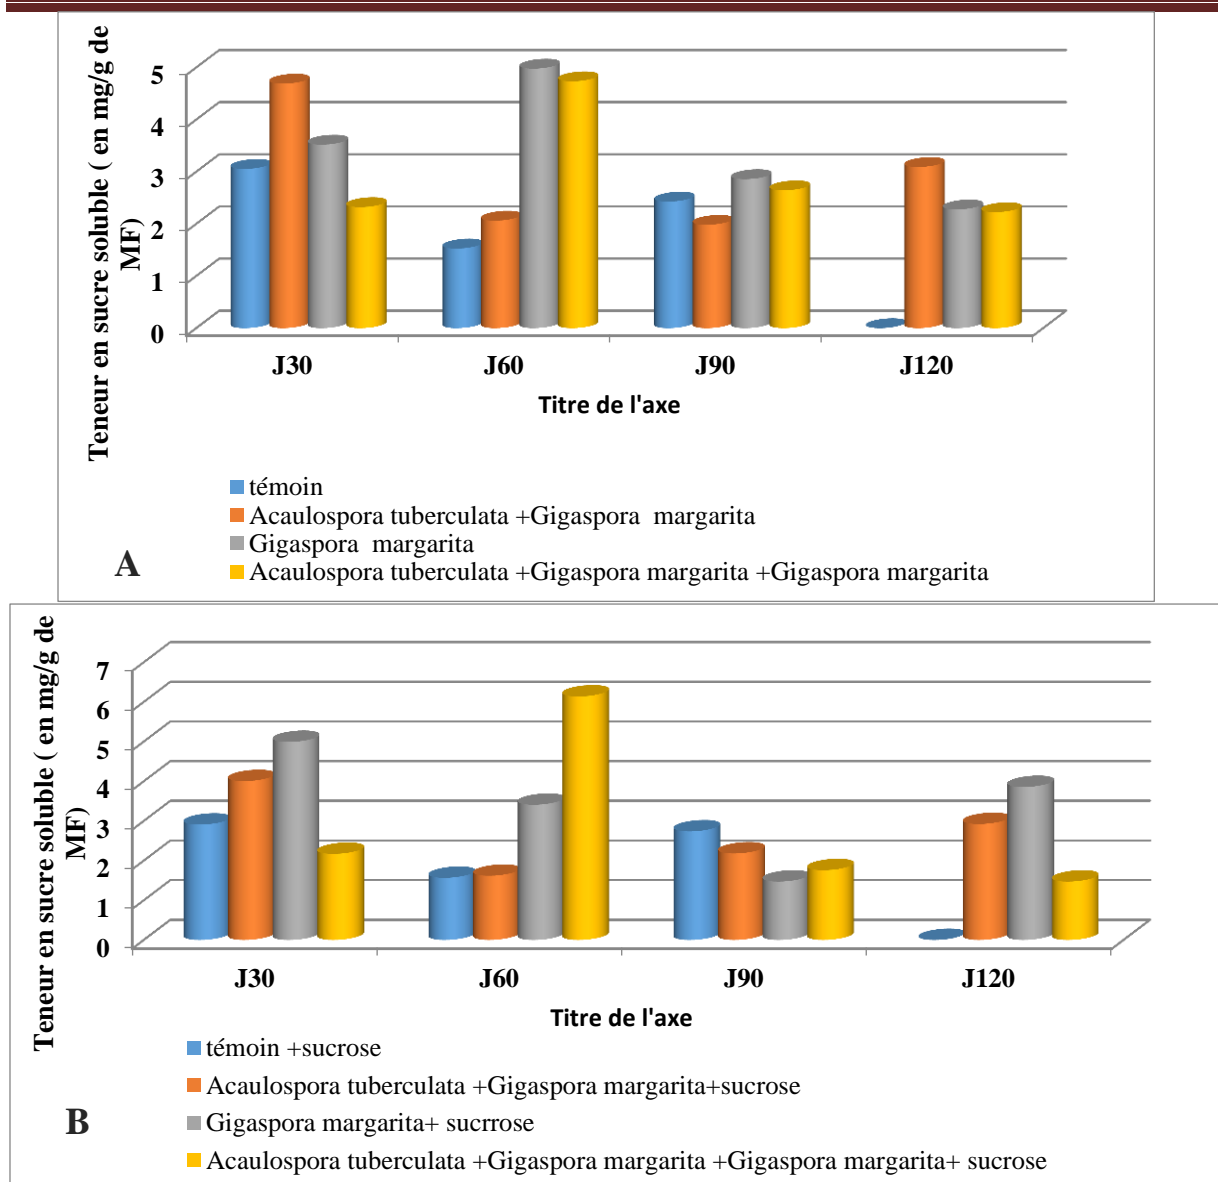 Teneur en sucre soluble ( en mg/g de
MF)
5
4
3
2
1
0
J30 J60 J90 J120
Titre de l'axe
témoin
Acaulospora tuberculata +Gigaspora margarita
Gigaspora margarita
Acaulospora tuberculata +Gigaspora margarita +Gigaspora margarita
A
Teneur en sucre soluble ( en mg/g de
MF)
7
6
5
4
3
2
1
0
J30 J60 J90 J120
Titre de l'axe
témoin +sucrose
Acaulospora tuberculata +Gigaspora margarita+sucrose
Gigaspora margarita+ sucrrose
Acaulospora tuberculata +Gigaspora margarita +Gigaspora margarita+ sucrose
B